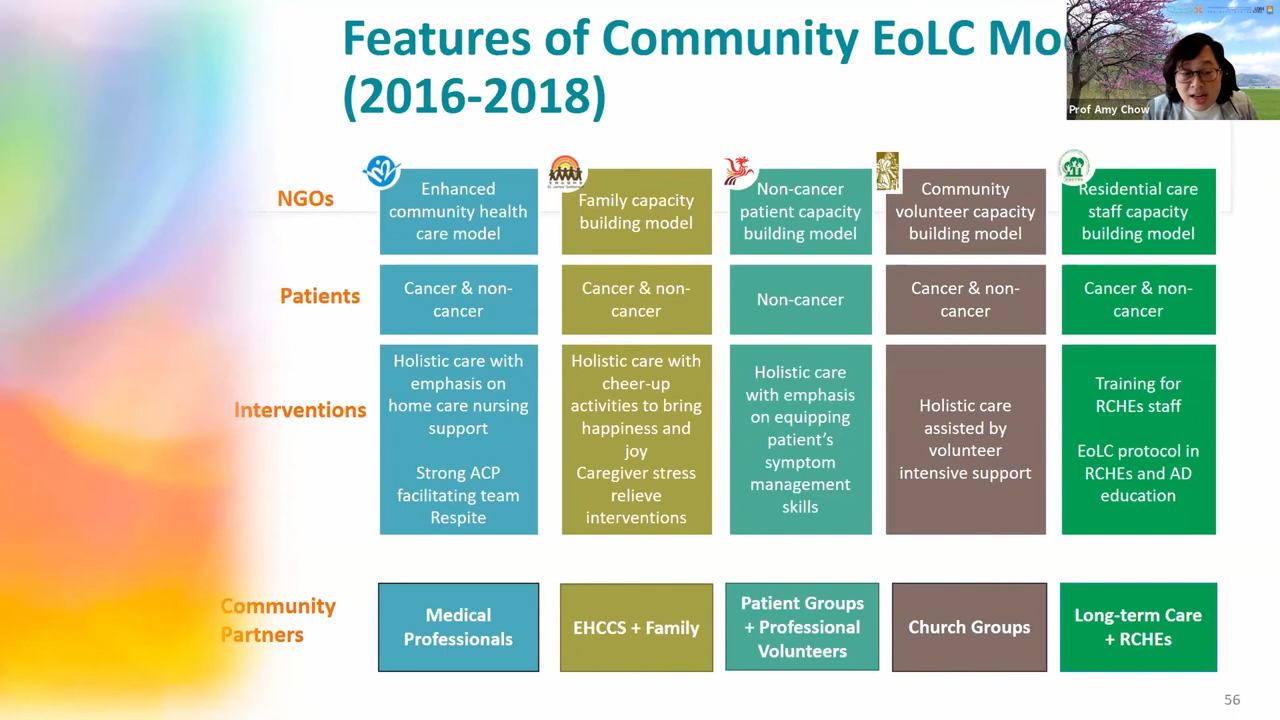 Features of Community EoLC Mo
(2016-2018)
Prof Amy Chow
NGOs
Enhanced
community health
care model
Family capacity
building model
Non-cancer
patient capacity
building model
Community
volunteer capacity
building model
Residential care
staff capacity
building model
Patients
Cancer & non-
cancer
Cancer & non-
cancer
Non-cancer
Cancer & non-
cancer
Cancer & non-
cancer
Interventions
Holistic care with
emphasis on
home care nursing
support
Strong ACP
facilitating team
Respite
Holistic care with
cheer-up
activities to bring
happiness and
joy
Caregiver stress
relieve
interventions
Holistic care
with emphasis
on equipping
patient's
symptom
management
skills
Holistic care
assisted by
volunteer
intensive support
Training for
RCHEs staff
EoLC protocol in
RCHEs and AD
education
Community
Partners
Medical
Professionals
EHCCS + Family
Patient Groups
+ Professional
Volunteers
Church Groups
Long-term Care
+ RCHEs
56